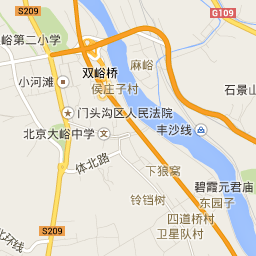 S209
G109
峪第二小学
双峪桥
麻峪
小河滩
侯庄子村
石景山
门头沟区人民法院
北京大峪中学
丰沙线
体北路
下狼窝
碧霞元君庙
铃铛树
东园子
四道桥村
卫星队村
北环线
S209